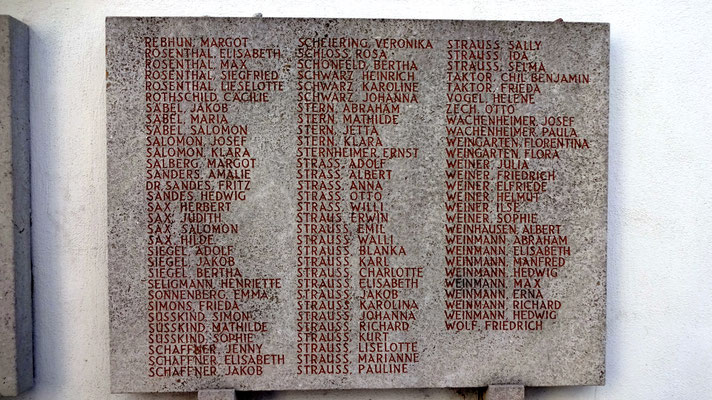 REBHUN, MARGOT
ROSENTHAL, ELISABETH
ROSENTHAL, MAX
ROSENTHAL, SIEGFRIED
ROSENTHAL, LIESELOTTE
ROTHSCHILD, CÄCILIE
SÄBEL, JAKOB
SÄBEL, MARIA
SÄBEL, SALOMON
SALOMON, JOSEF
SALOMON, KLARA
SALBERG, MARGOT
SANDERS, AMALIE
DR. SANDES, FRITZ
SANDES, HEDWIG
SAX, HERBERT
SAX, JUDITH
SAX, SALOMON
SAX, HILDE
SIEGEL, ADOLF
SIEGEL, JAKOB
SIEGEL, BERTHA
SELIGMANN, HENRIETTE
SONNENBERG, EMMA
SIMONS, FRIEDA
SÜSSKIND, SIMON
SÜSSKIND, MATHILDE
SÜSSKIND, SOPHIE
SCHAFFNER, JENNY
SCHAFFNER, ELISABETH
SCHAFFNER, JAKOB
SCHEIERING, VERONIKA
SCHLOSS, ROSA
SCHÖNFELD, BERTHA
SCHWARZ, HEINRICH
SCHWARZ, KAROLINE
SCHWARZ, JOHANNA
STERN, ABRAHAM
STERN, MATHILDE
STERN, JETTA
STERN, KLARA
STERNHEIMER, ERNST
STRASS, ADOLF
STRASS, ALBERT
STRASS, ANNA
STRASS, OTTO
STRASS, WILLI
STRAUS, ERWIN
STRAUSS, EMIL
STRAUSS, WALLI
STRAUSS, BLANKA
STRAUSS, KARL
STRAUSS, CHARLOTTE
STRAUSS, ELISABETH
STRAUSS, JAKOB
STRAUSS, KAROLINA
STRAUSS, JOHANNA
STRAUSS, RICHARD
STRAUSS, KURT
STRAUSS, LISELOTTE
STRAUSS, MARIANNE
STRAUSS, PAULINE
STRAUSS, SALLY
STRAUSS, IDA
STRAUSS, SELMA
TAKTOR, CHIL BENJAMIN
TAKTOR, FRIEDA
VOGEL, HELENE
ZECH, OTTO
WACHENHEIMER, JOSEF
WACHENHEIMER, PAULA
WEINGARTEN, FLORENTINA
WEINGARTEN, FLORA
WEINER, JULIA
WEINER, FRIEDRICH
WEINER, ELFRIEDE
WEINER, HELMUT
WEINER, ILSE
WEINER, SOPHIE
WEINHAUSEN, ALBERT
WEINMANN, ABRAHAM
WEINMANN, ELISABETH
WEINMANN, MANFRED
WEINMANN, HEDWIG
WEINMANN, MAX
WEINMANN, ERNA
WEINMANN, RICHARD
WEINMANN, HEDWIG
WOLF, FRIEDRICH